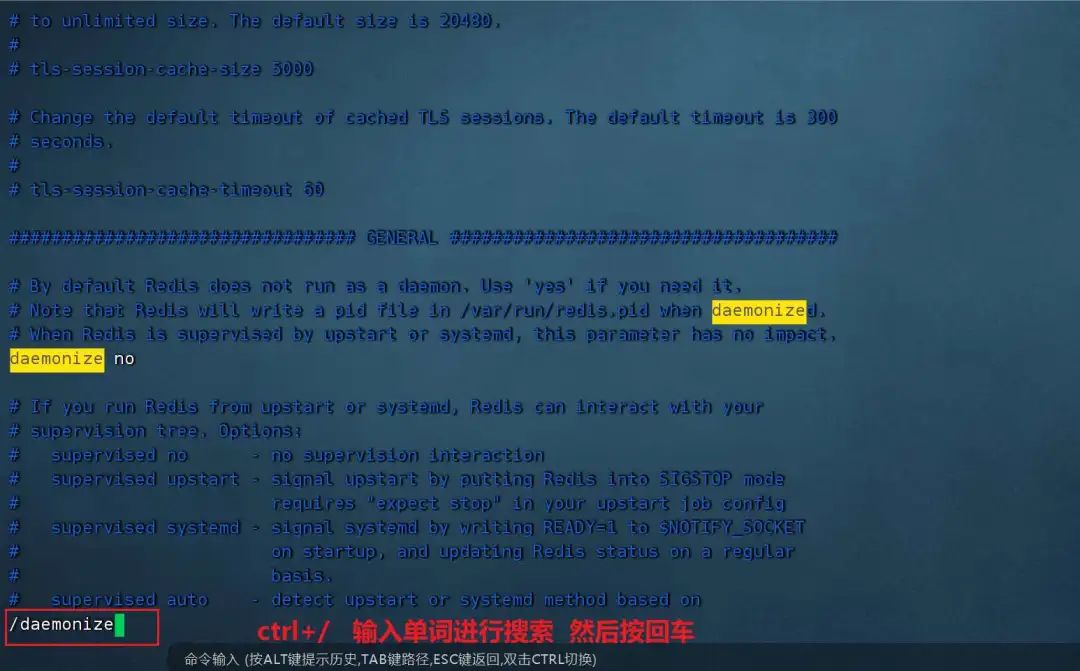 # to unlimited size. The default size is 20480.
#
# tls-session-cache-size 5000
# Change the default timeout of cached TLS sessions. The default timeout is 300
# seconds.
#
# tls-session-cache-timeout 60
################################# GENERAL #####################################
# By default Redis does not run as a daemon. Use 'yes' if you need it.
# Note that Redis will write a pid file in /var/run/redis.pid when daemonized.
# When Redis is supervised by upstart or systemd, this parameter has no impact.
daemonize no
# If you run Redis from upstart or systemd, Redis can interact with your
# supervision tree. Options:
#   supervised no      - no supervision interaction
#   supervised upstart - signal upstart by putting Redis into SIGSTOP mode
#                        requires "expect stop" in your upstart job config
#   supervised systemd - signal systemd by writing READY=1 to $NOTIFY_SOCKET
#                        on startup, and updating Redis status on a regular
#                        basis.
#   supervised auto    - detect upstart or systemd method based on
/daemonize
ctrl+/ 输入单词进行搜索 然后按回车
命令输入 (按ALT键提示历史,TAB键路径,ESC键返回,双击CTRL切换)